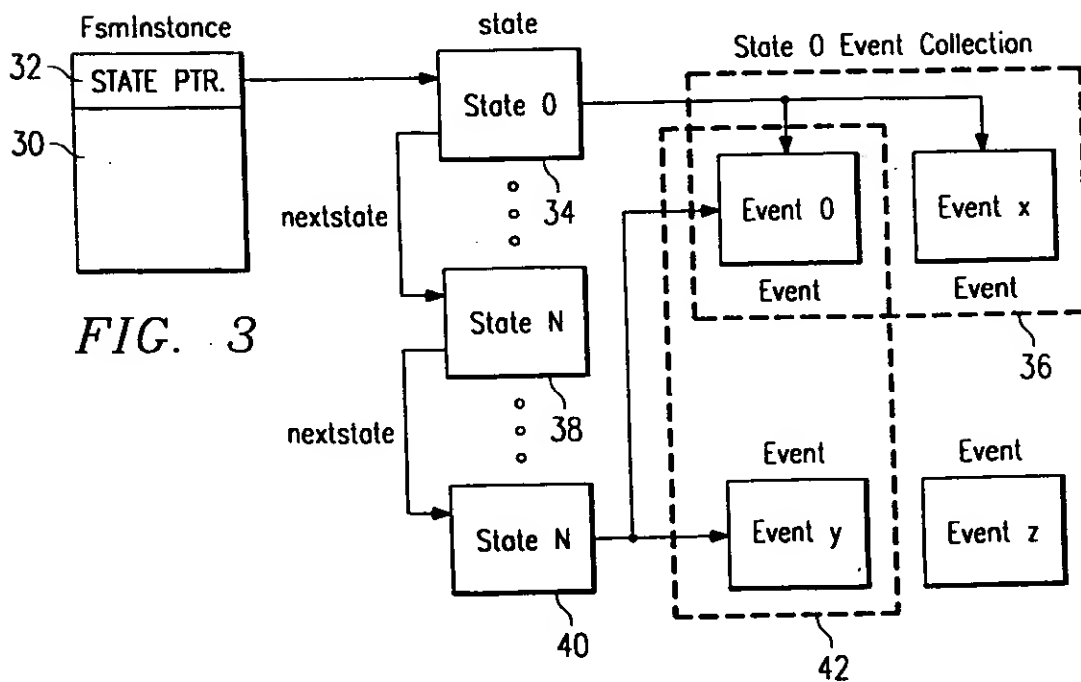 FsmInstance
32
STATE PTR.
30
FIG. 3
state
State 0
34
nextstate
State N
38
nextstate
State N
40
State 0 Event Collection
Event 0
Event
Event x
Event
36
Event
Event y
Event
Event z
42